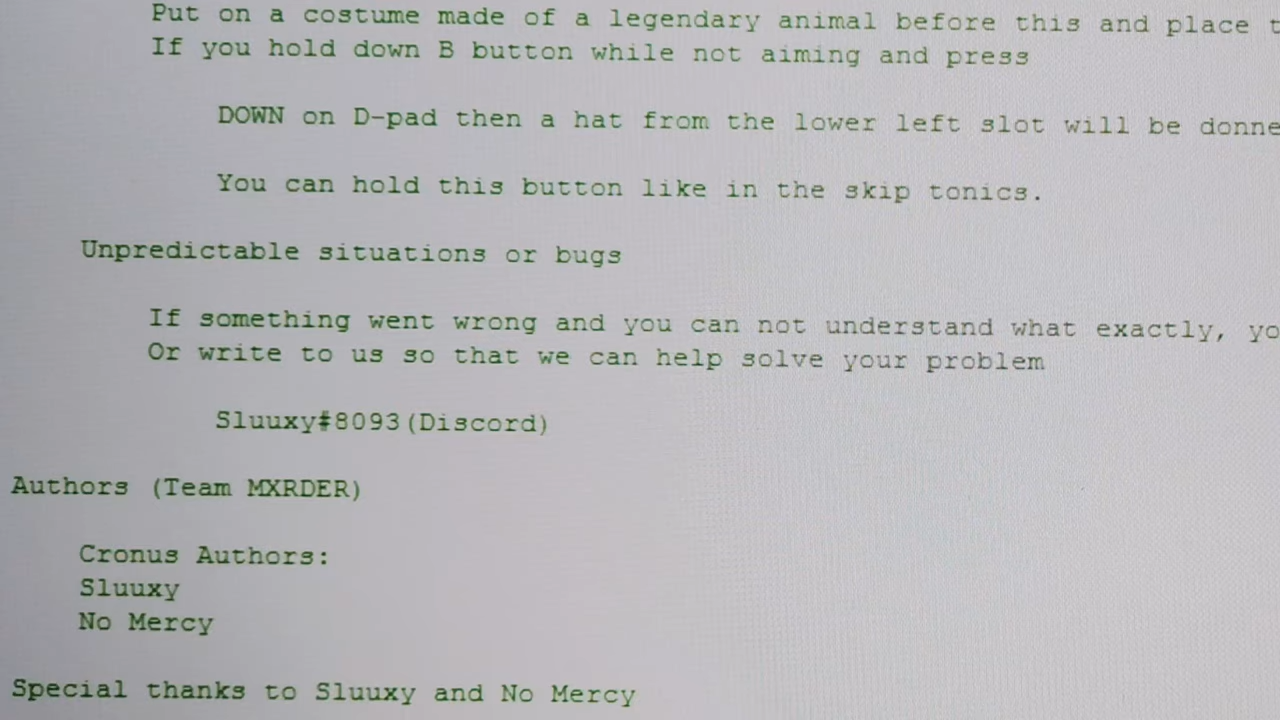 Put on a costume made of a legendary animal before this and place
If you hold down B button while not aiming and press
DOWN on D-pad then a hat from the lower left slot will be donne
You can hold this button like in the skip tonics.
Unpredictable situations or bugs
If something went wrong and you can not understand what exactly, yo
Or write to us so that we can help solve your problem
Sluuxy#8093(Discord)
Authors (Team MXRDER)
Cronus Authors:
Sluuxy
No Mercy
Special thanks to Sluuxy and No Mercy